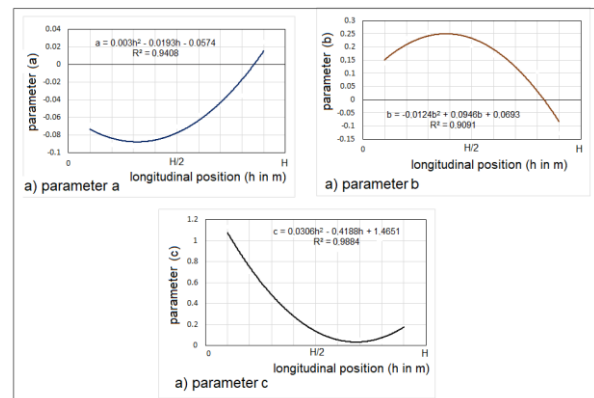 0.04
0.02
0
-0.02
-0.04
-0.06
-0.08
-0.1
parameter (a)
a = 0.003h² - 0.0193h - 0.0574
R² = 0.9408
0
H/2
H
longitudinal position (h in m)
a) parameter a
0.3
0.25
0.2
0.15
0.1
0.05
0
-0.05
-0.1
-0.15
parameter (b)
b = -0.0124b² + 0.0946b + 0.0693
R² = 0.9091
0
H/2
H
longitudinal position (h in m)
a) parameter b
1.2
1
0.8
0.6
0.4
0.2
0
parameter (c)
c = 0.0306h² - 0.4188h + 1.4651
R² = 0.9884
0
H/2
H
longitudinal position (h in m)
a) parameter c